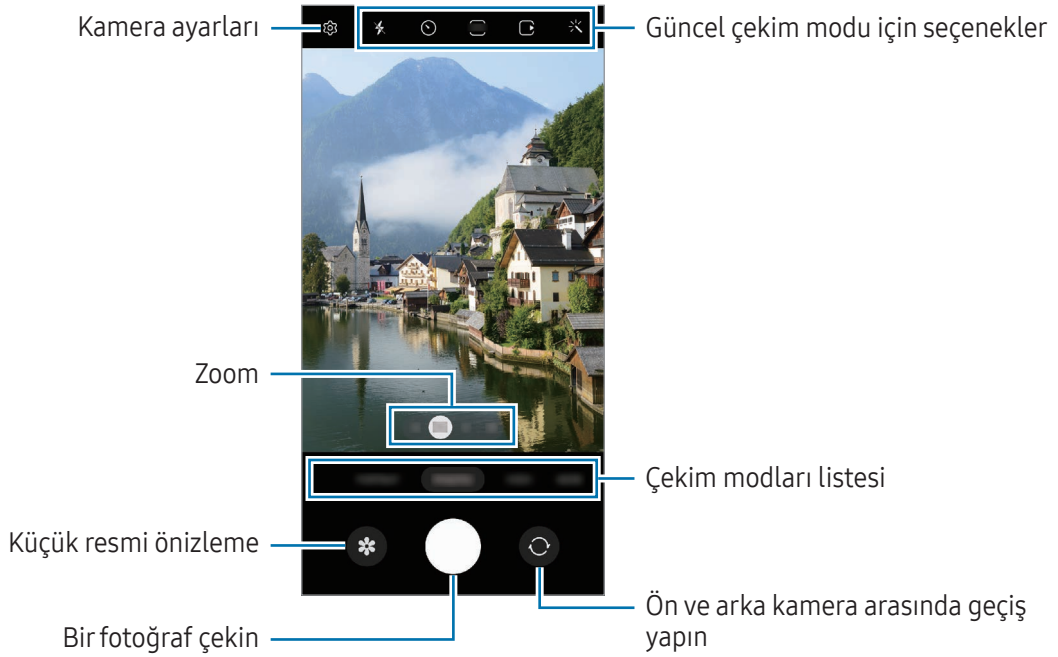 Kamera ayarları
Güncel çekim modu için seçenekler
Zoom
Çekim modları listesi
Küçük resmi önizleme
Ön ve arka kamera arasında geçiş
yapın
Bir fotoğraf çekin